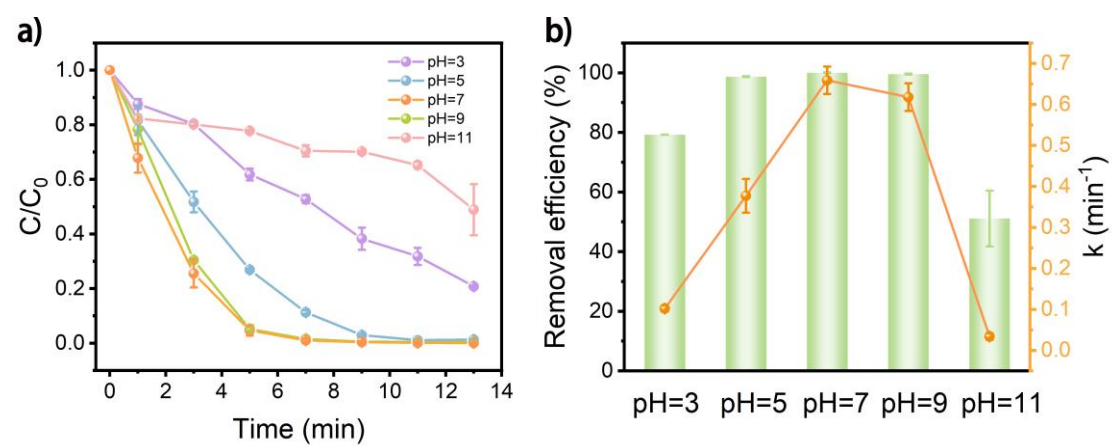 a)
C/C0
1.0
0.8
0.6
0.4
0.2
0.0
pH=3
pH=5
pH=7
pH=9
pH=11
0 2 4 6 8 10 12 14
Time (min)
b)
Removal efficiency (%)
100
80
60
40
20
0
pH=3 pH=5 pH=7 pH=9 pH=11
0.7
0.6
0.5
0.4
0.3
0.2
0.1
0.0
k (min-1)